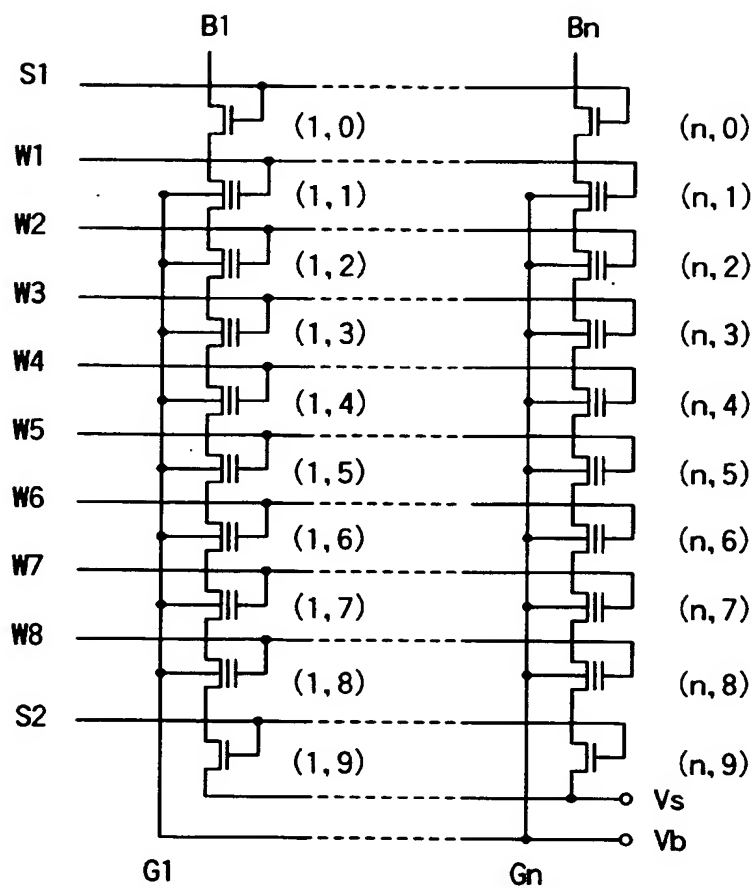 B1 Bn
S1
(1,0) (n,0)
W1
(1,1) (n,1)
W2
(1,2) (n,2)
W3
(1,3) (n,3)
W4
(1,4) (n,4)
W5
(1,5) (n,5)
W6
(1,6) (n,6)
W7
(1,7) (n,7)
W8
(1,8) (n,8)
S2
(1,9) (n,9)
Vs
Vb
G1 Gn